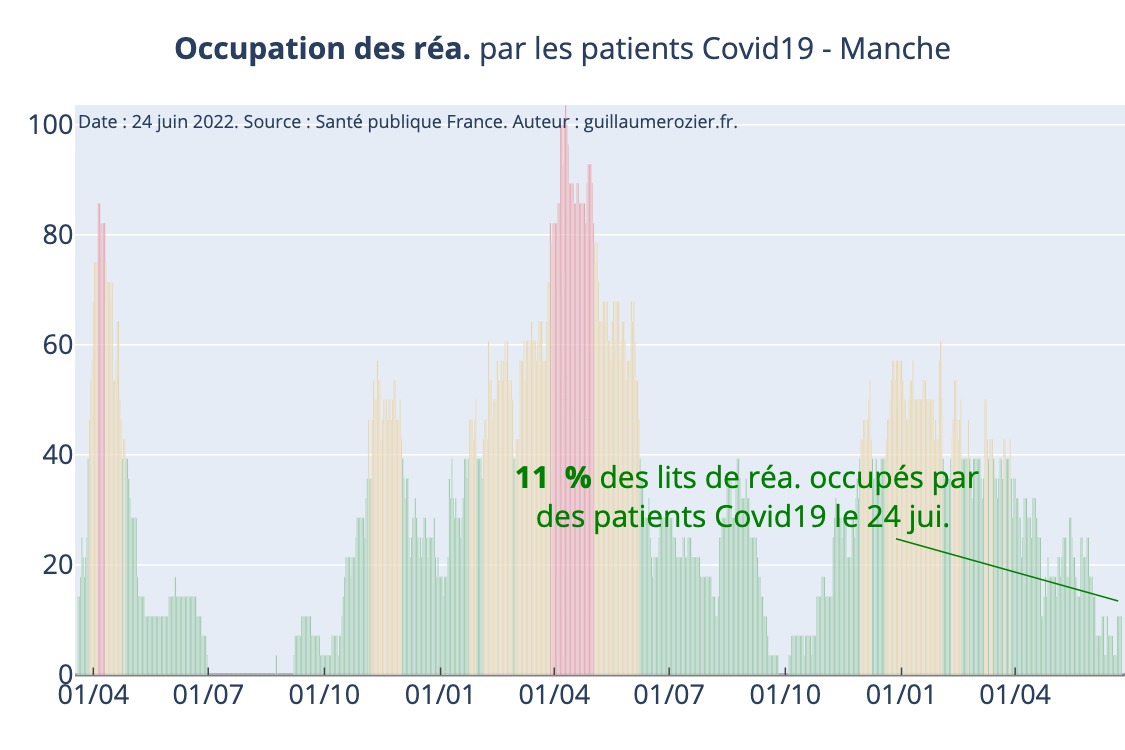 Occupation des réa. par les patients Covid19 - Manche
Date : 24 juin 2022. Source : Santé publique France. Auteur : guillaumerozier.fr.
100
80
60
40
20
0
11 % des lits de réa. occupés par
des patients Covid19 le 24 jui.
01/04 01/07 01/10 01/01 01/04 01/07 01/10 01/01 01/04